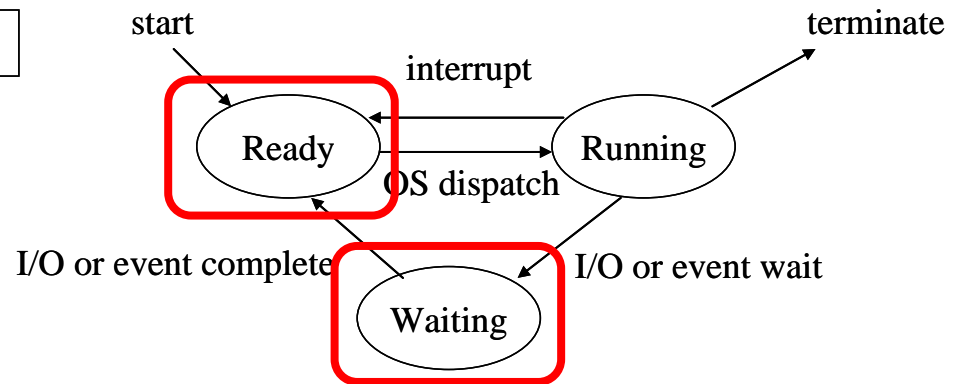 start
terminate
interrupt
Ready
Running
OS dispatch
I/O or event complete
I/O or event wait
Waiting